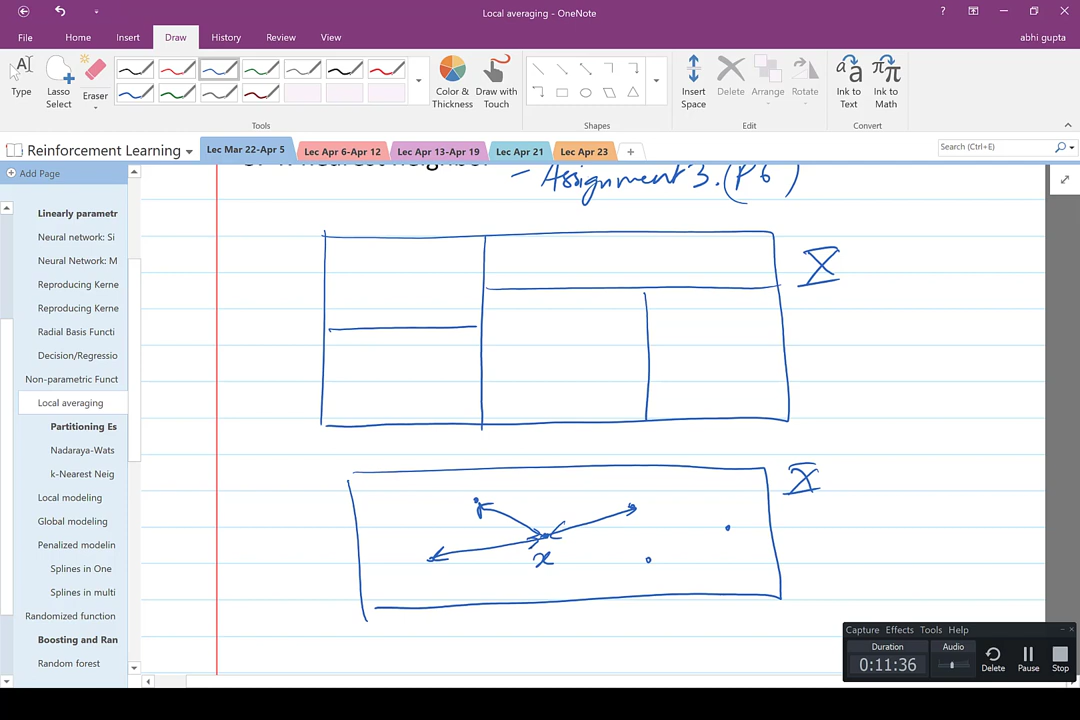 Local averaging - OneNote
File Home Insert Draw History Review View
abhi gupta
Type
Lasso Select
Eraser
Color & Thickness
Draw with Touch
Insert Space
Delete
Arrange
Rotate
Ink to Text
Ink to Math
Tools
Shapes
Edit
Convert
Reinforcement Learning
Lec Mar 22-Apr 5
Lec Apr 6-Apr 12
Lec Apr 13-Apr 19
Lec Apr 21
Lec Apr 23
Search (Ctrl+E)
Add Page
- Assignment 3. (P6)
Linearly parametr
Neural network: Si
Neural Network: M
Reproducing Kerne
Reproducing Kerne
Radial Basis Functi
Decision/Regressio
Non-parametric Funct
Local averaging
Partitioning Es
Nadaraya-Wats
k-Nearest Neig
Local modeling
Global modeling
Penalized modelin
Splines in One
Splines in multi
Randomized function
Boosting and Ran
Random forest
X
X
x
Capture Effects Tools Help
Duration
0:11:36
Audio
Delete
Pause
Stop